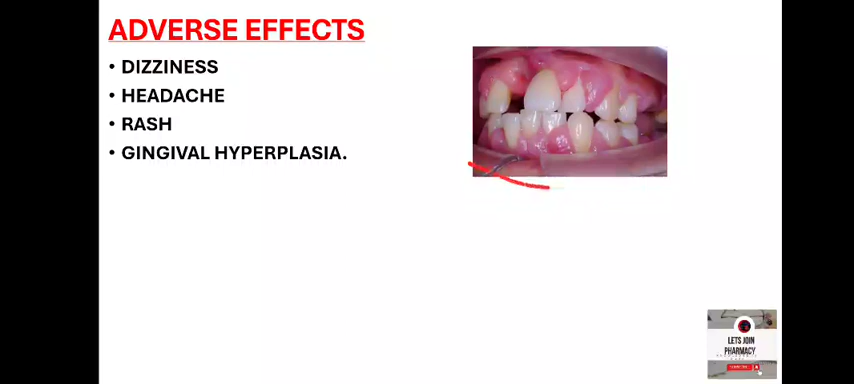 ADVERSE EFFECTS
• DIZZINESS
• HEADACHE
• RASH
• GINGIVAL HYPERPLASIA.
LETS JOIN
PHARMACY